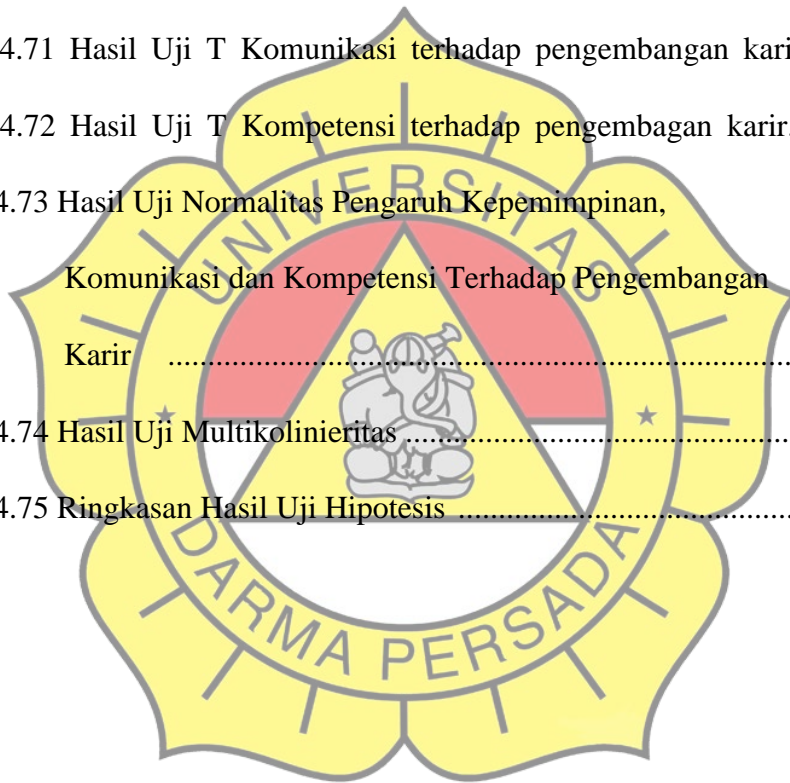 4.71 Hasil Uji T Komunikasi terhadap pengembangan kari
4.72 Hasil Uji T Kompetensi terhadap pengembagan karir.
4.73 Hasil Uji Normalitas Pengaruh Kepemimpinan,
Komunikasi dan Kompetensi Terhadap Pengembangan
Karir ................................................................................
4.74 Hasil Uji Multikolinieritas .................................................
4.75 Ringkasan Hasil Uji Hipotesis ..........................................
UNIVERSITAS
DARMA PERSADA